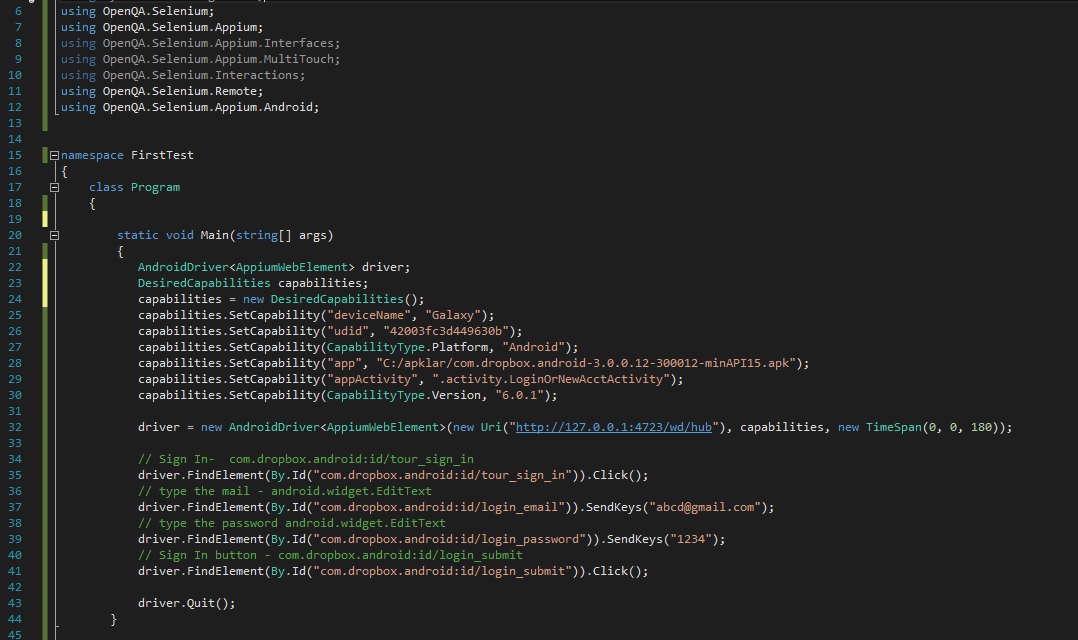 6 using OpenQA.Selenium;
7 using OpenQA.Selenium.Appium;
8 using OpenQA.Selenium.Appium.Interfaces;
9 using OpenQA.Selenium.Appium.MultiTouch;
10 using OpenQA.Selenium.Interactions;
11 using OpenQA.Selenium.Remote;
12 using OpenQA.Selenium.Appium.Android;
13
14
15 namespace FirstTest
16 {
17 class Program
18 {
19
20 static void Main(string[] args)
21 {
22 AndroidDriver<AppiumWebElement> driver;
23 DesiredCapabilities capabilities;
24 capabilities = new DesiredCapabilities();
25 capabilities.SetCapability("deviceName", "Galaxy");
26 capabilities.SetCapability("udid", "42003fc3d449630b");
27 capabilities.SetCapability(CapabilityType.Platform, "Android");
28 capabilities.SetCapability("app", "C:/apklar/com.dropbox.android-3.0.0.12-300012-minAPI15.apk");
29 capabilities.SetCapability("appActivity", ".activity.LoginOrNewAcctActivity");
30 capabilities.SetCapability(CapabilityType.Version, "6.0.1");
31
32 driver = new AndroidDriver<AppiumWebElement>(new Uri("http://127.0.0.1:4723/wd/hub"), capabilities, new TimeSpan(0, 0, 180));
33
34 // Sign In-  com.dropbox.android:id/tour_sign_in
35 driver.FindElement(By.Id("com.dropbox.android:id/tour_sign_in")).Click();
36 // type the mail - android.widget.EditText
37 driver.FindElement(By.Id("com.dropbox.android:id/login_email")).SendKeys("abcd@gmail.com");
38 // type the password android.widget.EditText
39 driver.FindElement(By.Id("com.dropbox.android:id/login_password")).SendKeys("1234");
40 // Sign In button - com.dropbox.android:id/login_submit
41 driver.FindElement(By.Id("com.dropbox.android:id/login_submit")).Click();
42
43 driver.Quit();
44 }
45